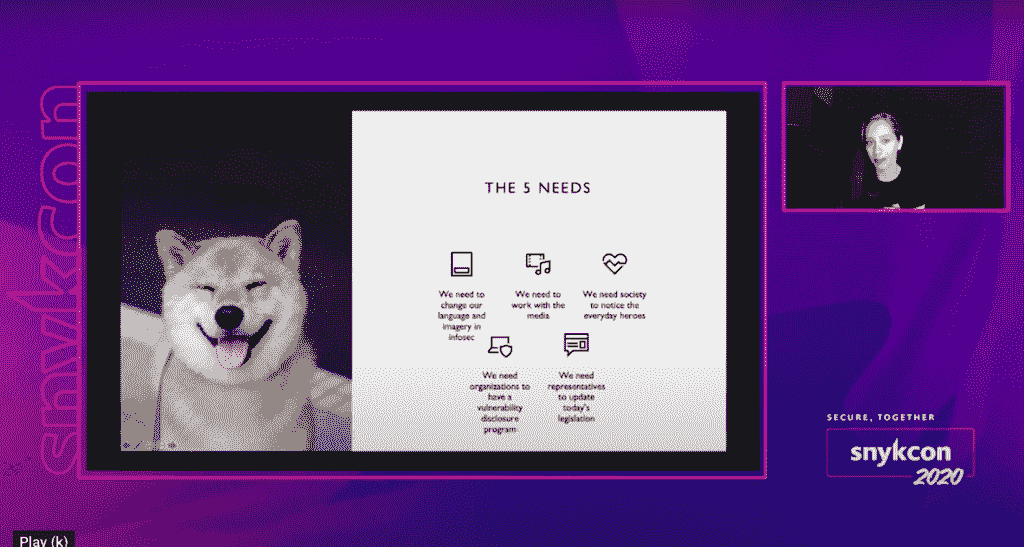 snykcon
THE 5 NEEDS
We need to
change our
language and
imagery in
infosec
We need to
work with the
media
We need society
to notice the
everyday heroes
We need
organizations to
have a
vulnerability
disclosure
program
We need
representatives
to update
today's
legislation
SECURE, TOGETHER
snykcon
2020
Play (k)